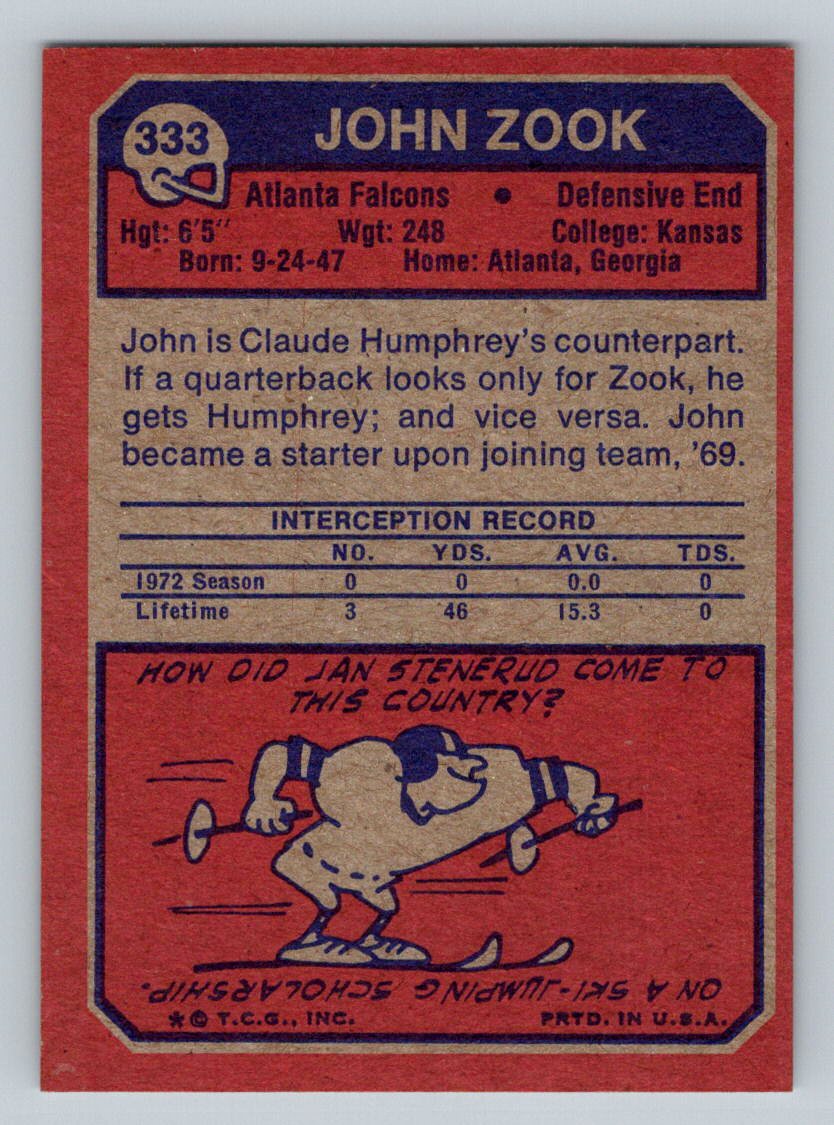 333
JOHN ZOOK
Atlanta Falcons • Defensive End
Hgt: 6'5" Wgt: 248 College: Kansas
Born: 9-24-47 Home: Atlanta, Georgia
John is Claude Humphrey's counterpart.
If a quarterback looks only for Zook, he
gets Humphrey; and vice versa. John
became a starter upon joining team, '69.
INTERCEPTION RECORD
NO. YDS. AVG. TDS.
1972 Season 0 0 0.0 0
Lifetime 3 46 15.3 0
HOW DID JAN STENERUD COME TO
THIS COUNTRY?
ON A SKI-JUMPING SCHOLARSHIP.
*© T.C.G., INC. PRTD. IN U.S.A.